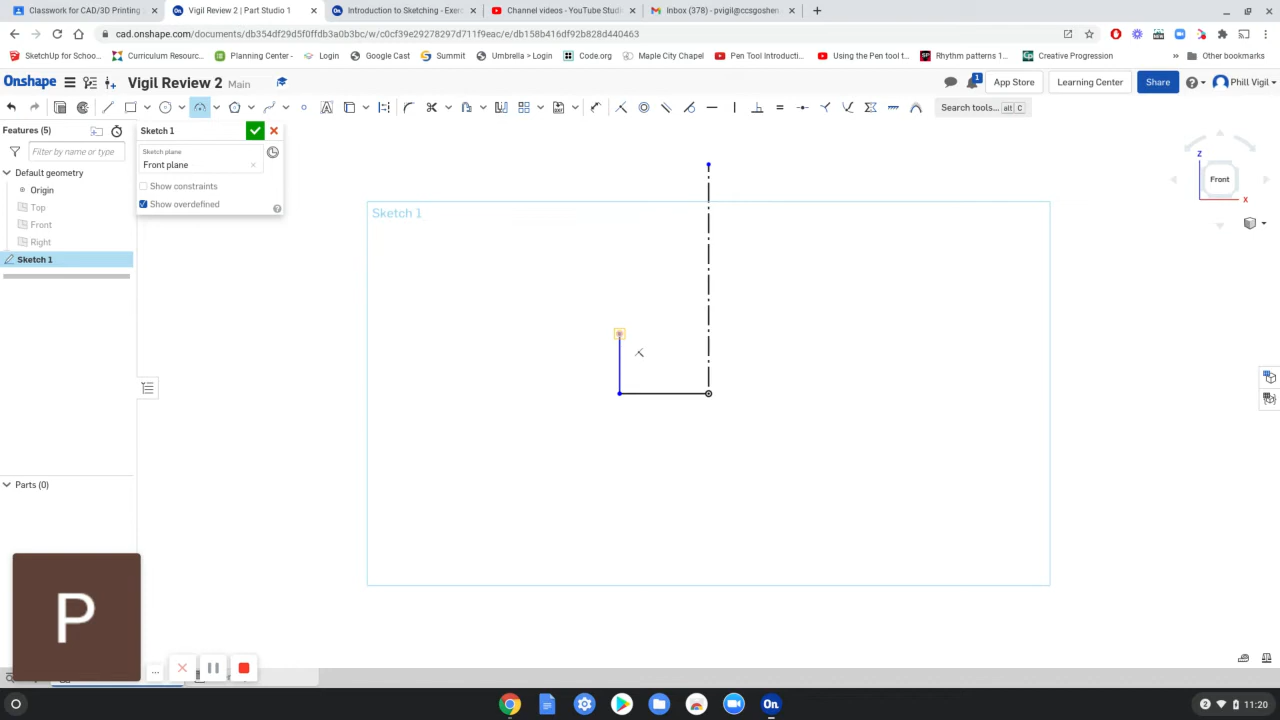 Classwork for CAD/3D Printing
Vigil Review 2 | Part Studio 1
Introduction to Sketching - Exerc
Channel videos - YouTube Studi
Inbox (378) - pvigil@ccsgoshen.
cad.onshape.com/documents/db354df29d5f0ffdb3a0b3bc/w/c0cf39e29278297d711f9eac/e/db158b416df92b828d440463
SketchUp for Schoo...
Curriculum Resourc...
Planning Center -
Login
Google Cast
Summit
Umbrella > Login
Code.org
Maple City Chapel
Pen Tool Introducti...
Using the Pen tool t...
Rhythm patterns 1
Creative Progression
»
Other bookmarks
Onshape
Vigil Review 2
Main
1
App Store
Learning Center
Share
Phill Vigil
Search tools... alt C
Features (5)
Filter by name or type
Default geometry
Origin
Top
Front
Right
Sketch 1
Parts (0)
Sketch 1
Sketch plane
Front plane
Show constraints
Show overdefined
Sketch 1
Z
Front
X
P
...
On.
2
11:20